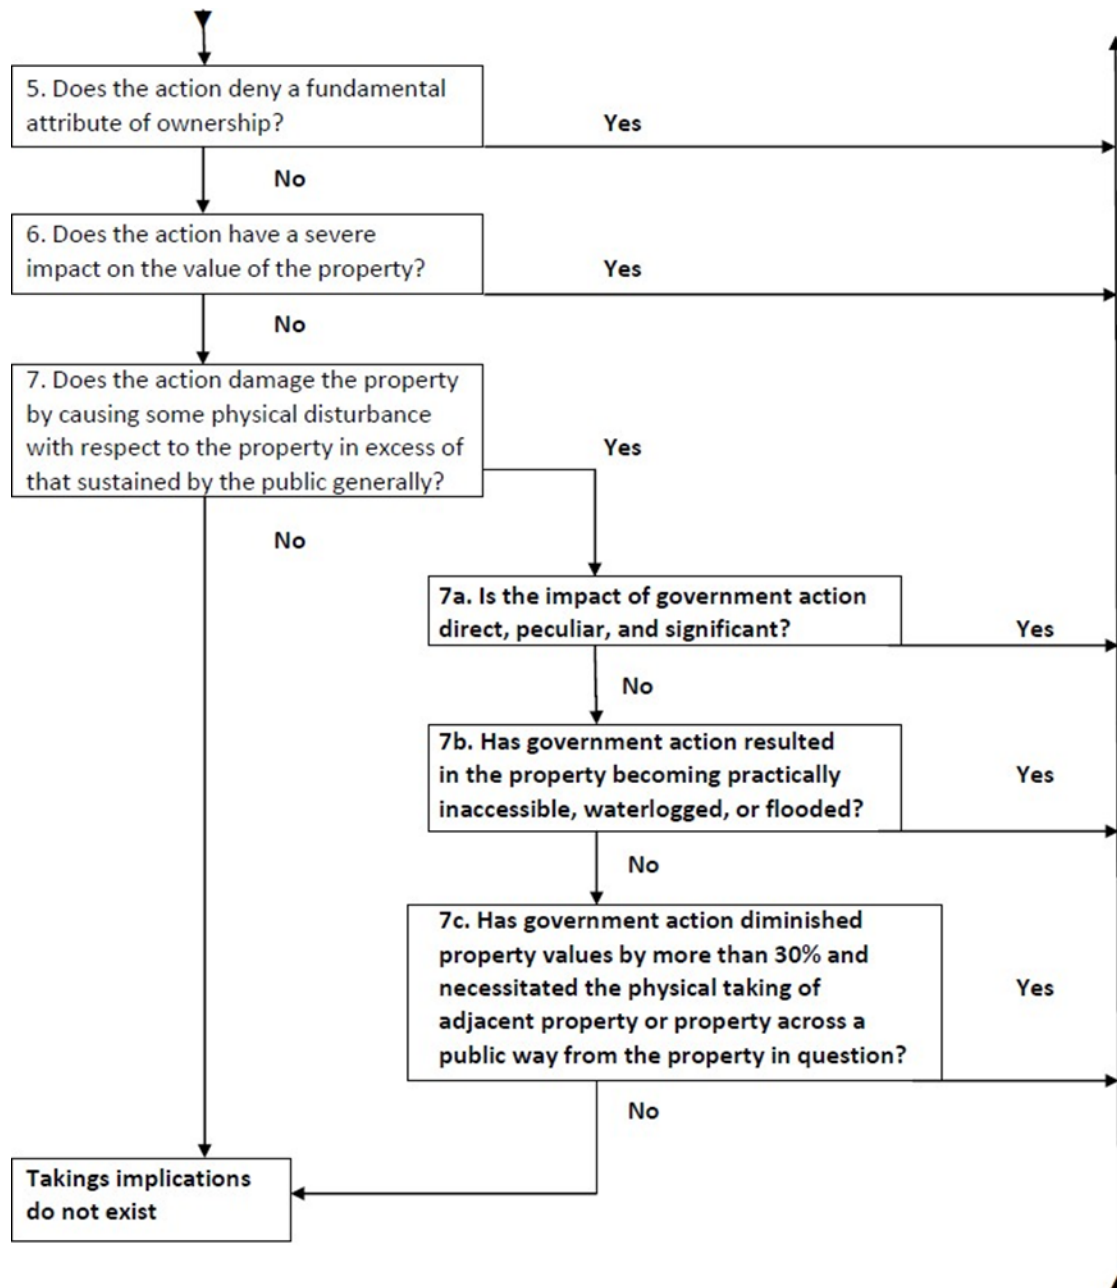 5. Does the action deny a fundamental
attribute of ownership?
Yes
No
6. Does the action have a severe
impact on the value of the property?
Yes
No
7. Does the action damage the property
by causing some physical disturbance
with respect to the property in excess of
that sustained by the public generally?
Yes
No
7a. Is the impact of government action
direct, peculiar, and significant?
Yes
No
7b. Has government action resulted
in the property becoming practically
inaccessible, waterlogged, or flooded?
Yes
No
7c. Has government action diminished
property values by more than 30% and
necessitated the physical taking of
adjacent property or property across a
public way from the property in question?
Yes
No
Takings implications
do not exist